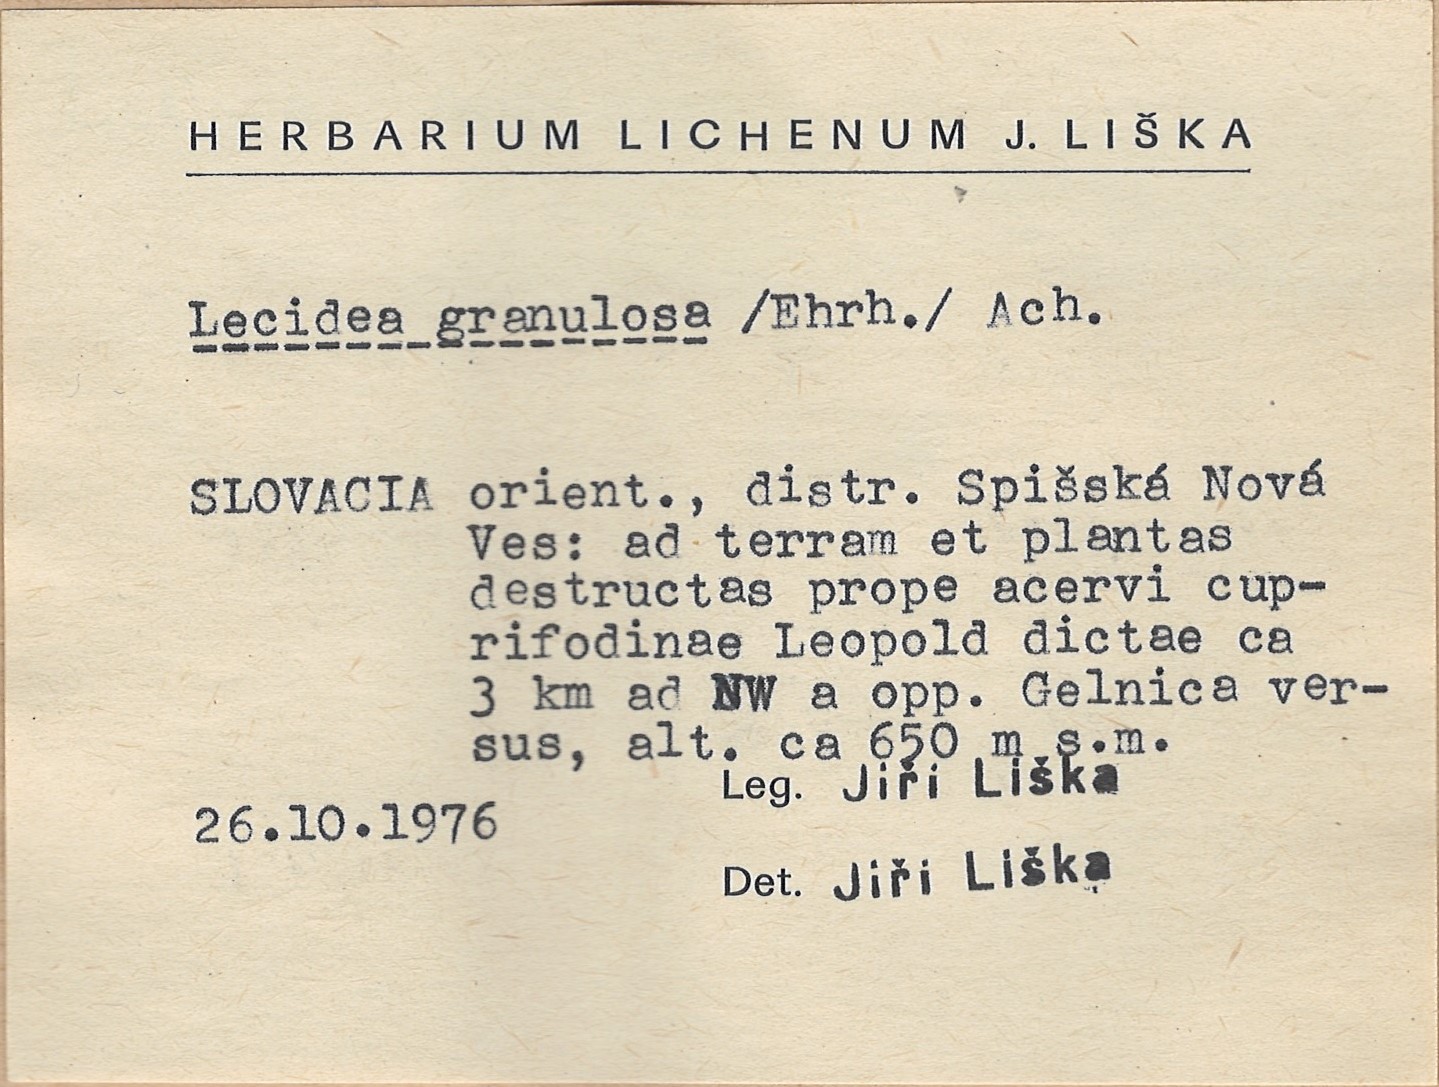 HERBARIUM LICHENUM J. LIŠKA
Lecidea granulosa /Ehrh./ Ach.
SLOVACIA orient., distr. Spišská Nová
Ves: ad terram et plantas
destructas prope acervi cup-
rifodinae Leopold dictae ca
3 km ad NW a opp. Gelnica ver-
sus, alt. ca 650 m s.m.
Leg. Jiří Liška
26.10.1976
Det. Jiří Liška